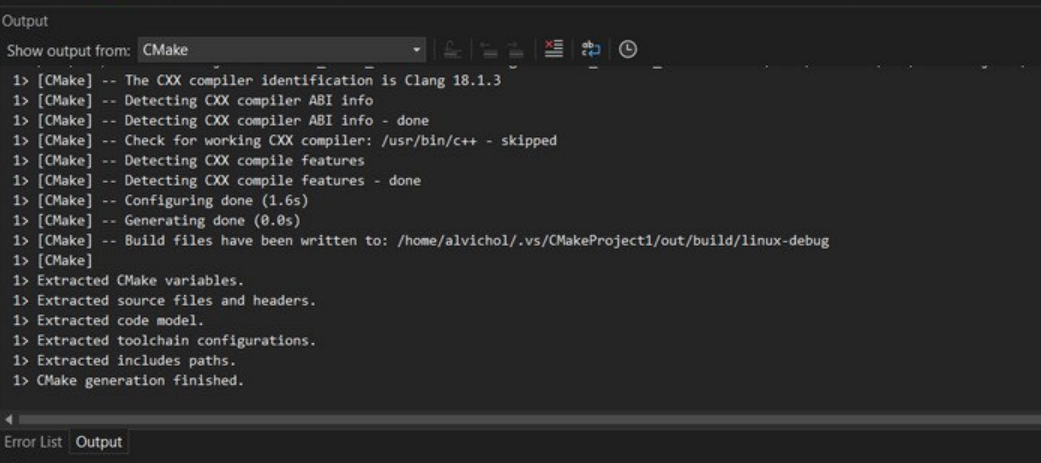 Output
Show output from: CMake
1> [CMake] -- The CXX compiler identification is Clang 18.1.3
1> [CMake] -- Detecting CXX compiler ABI info
1> [CMake] -- Detecting CXX compiler ABI info - done
1> [CMake] -- Check for working CXX compiler: /usr/bin/c++ - skipped
1> [CMake] -- Detecting CXX compile features
1> [CMake] -- Detecting CXX compile features - done
1> [CMake] -- Configuring done (1.6s)
1> [CMake] -- Generating done (0.0s)
1> [CMake] -- Build files have been written to: /home/alvichol/.vs/CMakeProject1/out/build/linux-debug
1> [CMake]
1> Extracted CMake variables.
1> Extracted source files and headers.
1> Extracted code model.
1> Extracted toolchain configurations.
1> Extracted includes paths.
1> CMake generation finished.
Error List Output